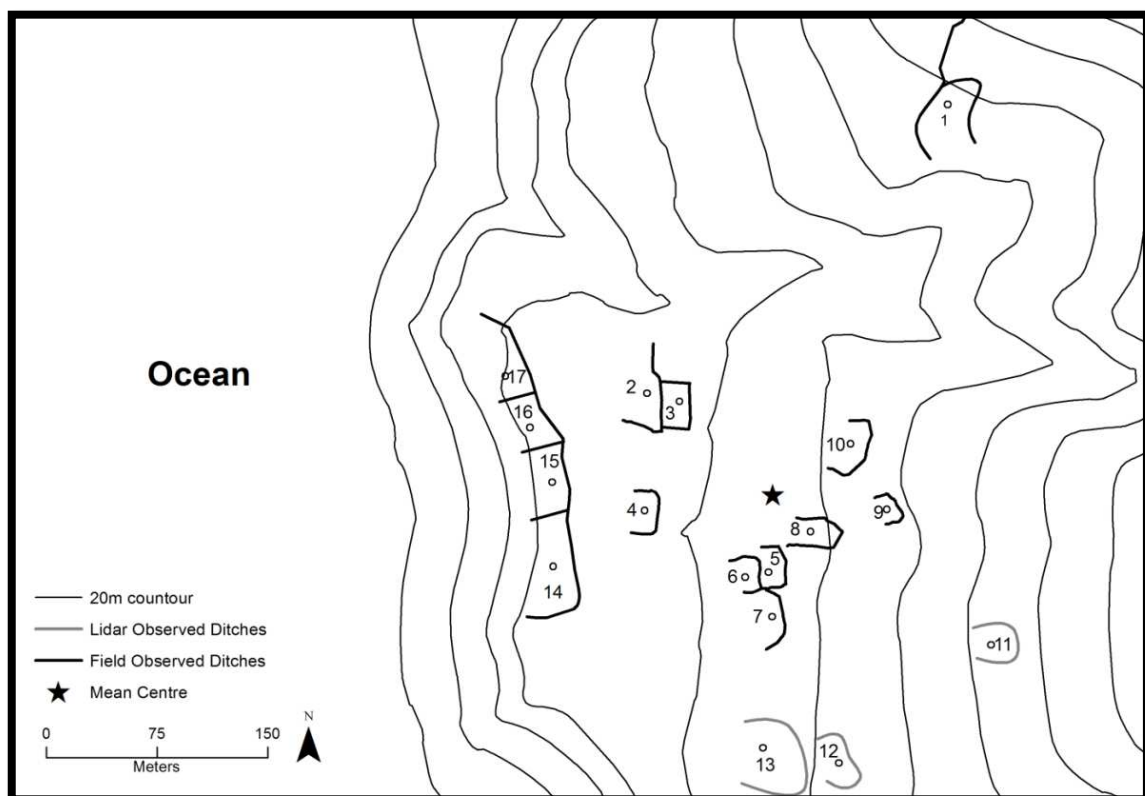 1
Ocean
17
2
3
16
10
15
4
9
8
5
6
14
7
11
20m countour
Lidar Observed Ditches
Field Observed Ditches
Mean Centre
N
0 75 150
Meters
13
12